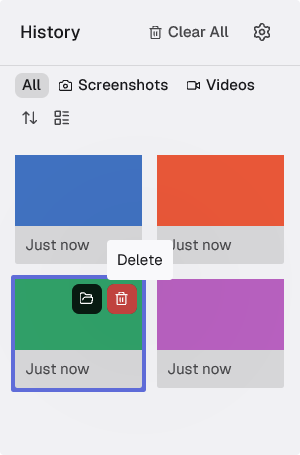 History
Clear All
All
Screenshots
Videos
Just now
Just now
Delete
Just now
Just now